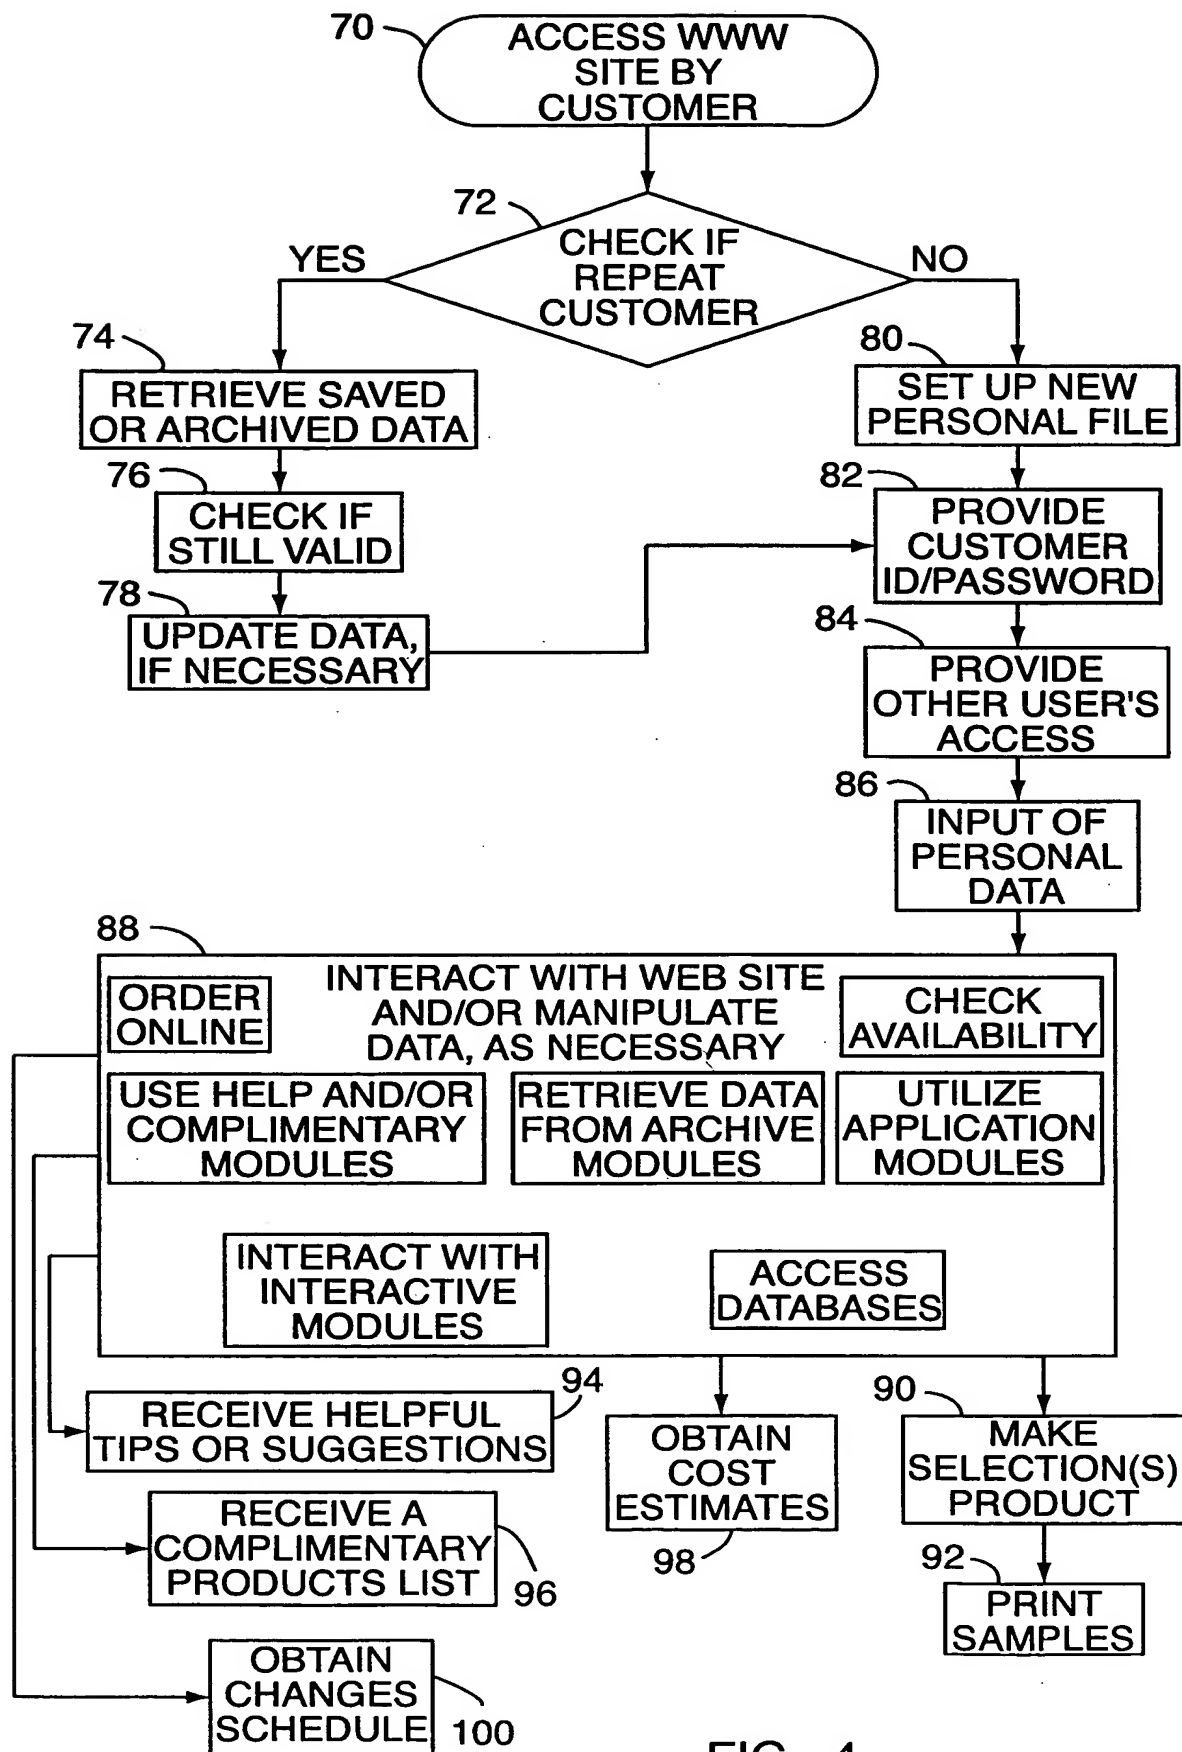 70
ACCESS WWW
SITE BY
CUSTOMER
72
CHECK IF
REPEAT
CUSTOMER
YES
NO
74
RETRIEVE SAVED
OR ARCHIVED DATA
76
CHECK IF
STILL VALID
78
UPDATE DATA,
IF NECESSARY
80
SET UP NEW
PERSONAL FILE
82
PROVIDE
CUSTOMER
ID/PASSWORD
84
PROVIDE
OTHER USER'S
ACCESS
86
INPUT OF
PERSONAL
DATA
88
INTERACT WITH WEB SITE
AND/OR MANIPULATE
DATA, AS NECESSARY
ORDER
ONLINE
CHECK
AVAILABILITY
USE HELP AND/OR
COMPLIMENTARY
MODULES
RETRIEVE DATA
FROM ARCHIVE
MODULES
UTILIZE
APPLICATION
MODULES
INTERACT WITH
INTERACTIVE
MODULES
ACCESS
DATABASES
94
RECEIVE HELPFUL
TIPS OR SUGGESTIONS
RECEIVE A
COMPLIMENTARY
PRODUCTS LIST
96
OBTAIN
COST
ESTIMATES
98
90
MAKE
SELECTION(S)
PRODUCT
92
PRINT
SAMPLES
OBTAIN
CHANGES
SCHEDULE
100
FIG. 4